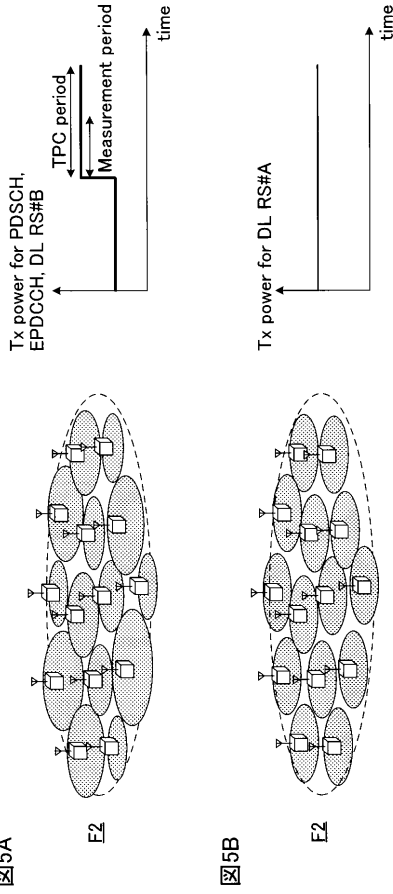 図5A
F2
Tx power for PDSCH,
EPDCCH, DL RS#B
TPC period
Measurement period
time
図5B
F2
Tx power for DL RS#A
time